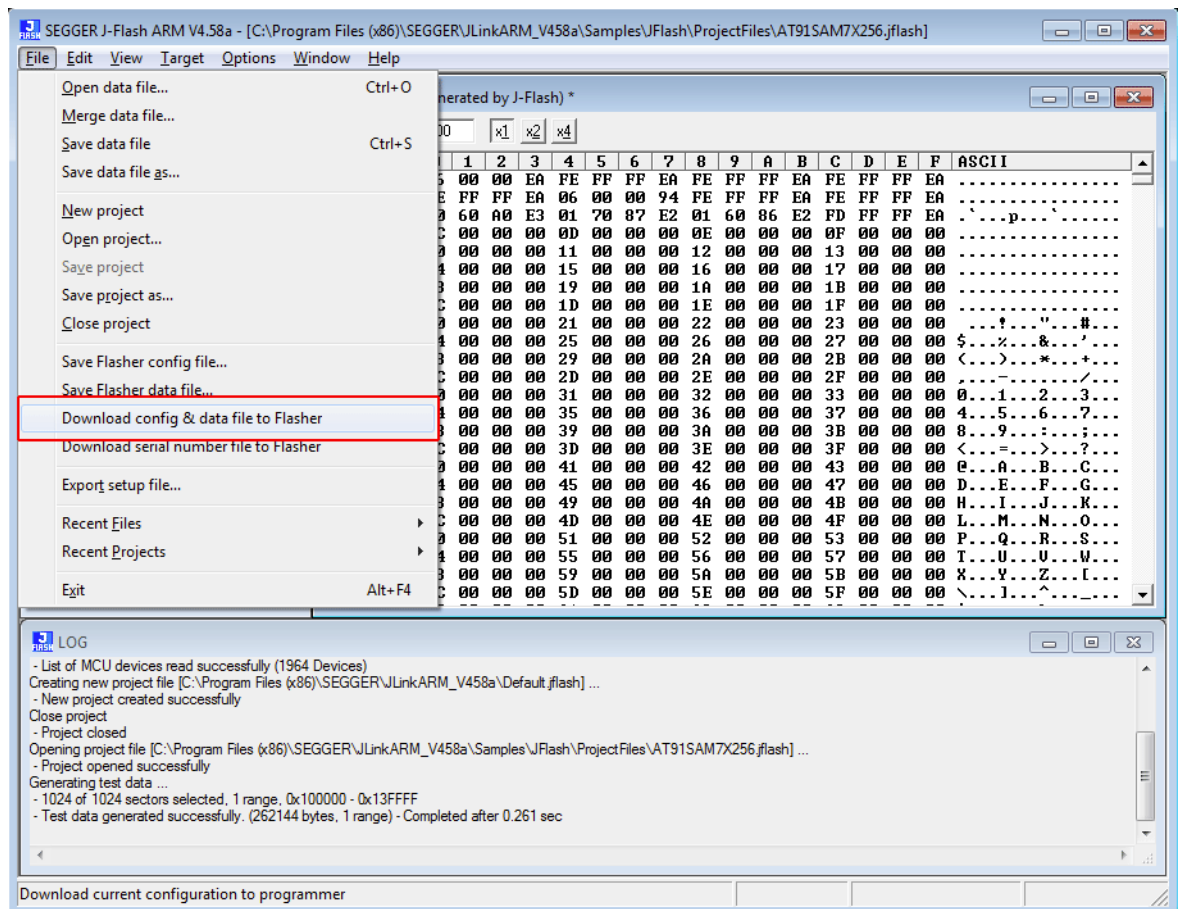 SEGGER J-Flash ARM V4.58a - [C:\Program Files (x86)\SEGGER\JLinkARM_V458a\Samples\JFlash\ProjectFiles\AT91SAM7X256.jflash]
File Edit View Target Options Window Help
Open data file... Ctrl+O
Merge data file...
Save data file Ctrl+S
Save data file as...
New project
Open project...
Save project
Save project as...
Close project
Save Flasher config file...
Save Flasher data file...
Download config & data file to Flasher
Download serial number file to Flasher
Export setup file...
Recent Files
Recent Projects
Exit Alt+F4
nerated by J-Flash) *
x1 x2 x4
1 2 3 4 5 6 7 8 9 A B C D E F ASCII
00 00 EA FE FF FF EA FE FF FF EA FE FF FF EA ................
FF FF EA 06 00 00 94 FE FF FF EA FE FF FF EA ................
60 A0 E3 01 70 87 E2 01 60 86 E2 FD FF FF EA .`...p...`......
00 00 00 0D 00 00 00 0E 00 00 00 0F 00 00 00 ................
00 00 00 11 00 00 00 12 00 00 00 13 00 00 00 ................
00 00 00 15 00 00 00 16 00 00 00 17 00 00 00 ................
00 00 00 19 00 00 00 1A 00 00 00 1B 00 00 00 ................
00 00 00 1D 00 00 00 1E 00 00 00 1F 00 00 00 ................
00 00 00 21 00 00 00 22 00 00 00 23 00 00 00 ...!..."...#...
00 00 00 25 00 00 00 26 00 00 00 27 00 00 00 $...%...&...'...
00 00 00 29 00 00 00 2A 00 00 00 2B 00 00 00 (...)...*...+...
00 00 00 2D 00 00 00 2E 00 00 00 2F 00 00 00 ,...-......./...
00 00 00 31 00 00 00 32 00 00 00 33 00 00 00 0...1...2...3...
00 00 00 35 00 00 00 36 00 00 00 37 00 00 00 4...5...6...7...
00 00 00 39 00 00 00 3A 00 00 00 3B 00 00 00 8...9...:...;...
00 00 00 3D 00 00 00 3E 00 00 00 3F 00 00 00 <...=...>...?...
00 00 00 41 00 00 00 42 00 00 00 43 00 00 00 @...A...B...C...
00 00 00 45 00 00 00 46 00 00 00 47 00 00 00 D...E...F...G...
00 00 00 49 00 00 00 4A 00 00 00 4B 00 00 00 H...I...J...K...
00 00 00 4D 00 00 00 4E 00 00 00 4F 00 00 00 L...M...N...O...
00 00 00 51 00 00 00 52 00 00 00 53 00 00 00 P...Q...R...S...
00 00 00 55 00 00 00 56 00 00 00 57 00 00 00 T...U...V...W...
00 00 00 59 00 00 00 5A 00 00 00 5B 00 00 00 X...Y...Z...[...
00 00 00 5D 00 00 00 5E 00 00 00 5F 00 00 00 \...]...^..._...
LOG
- List of MCU devices read successfully (1964 Devices)
Creating new project file [C:\Program Files (x86)\SEGGER\JLinkARM_V458a\Default.jflash] ...
- New project created successfully
Close project
- Project closed
Opening project file [C:\Program Files (x86)\SEGGER\JLinkARM_V458a\Samples\JFlash\ProjectFiles\AT91SAM7X256.jflash] ...
- Project opened successfully
Generating test data ...
- 1024 of 1024 sectors selected, 1 range, 0x100000 - 0x13FFFF
- Test data generated successfully. (262144 bytes, 1 range) - Completed after 0.261 sec
Download current configuration to programmer